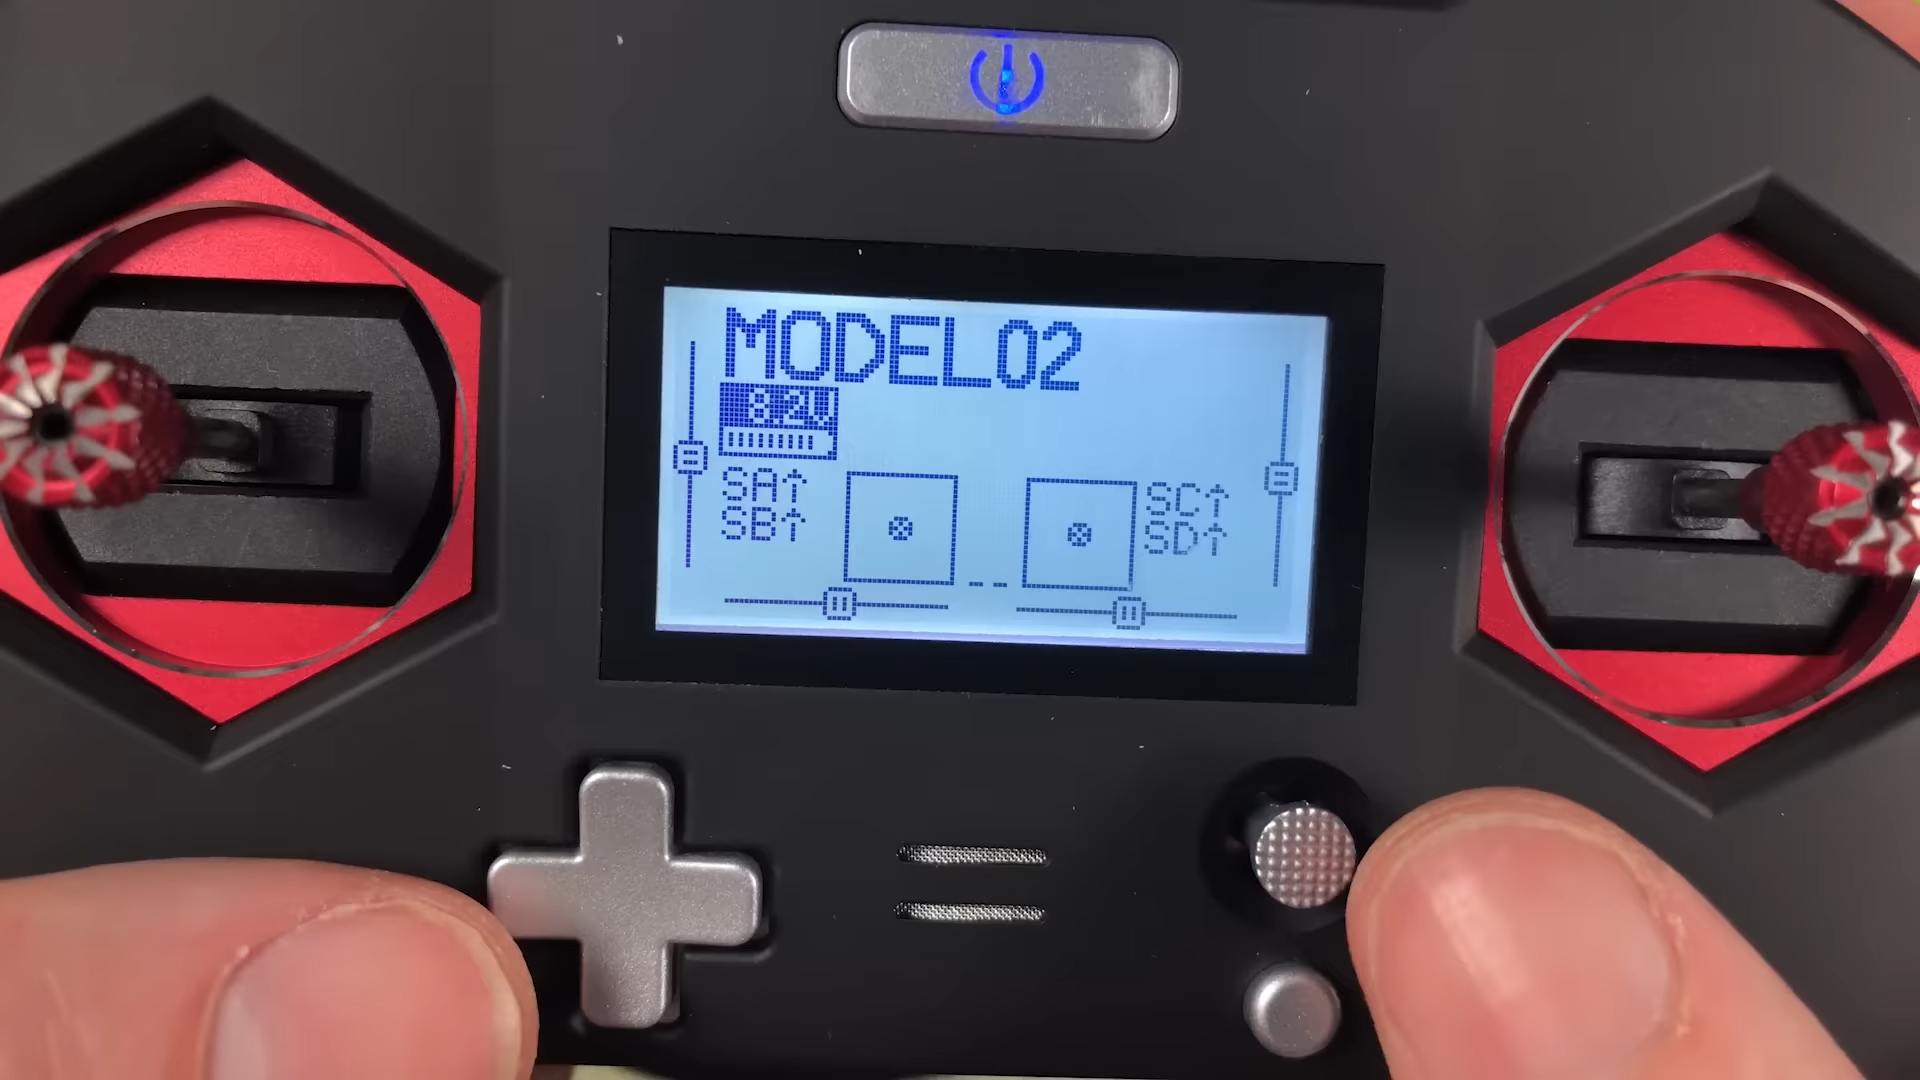 MODEL02
8.2V
SA↑
SB↑
SC↑
SD↑
--